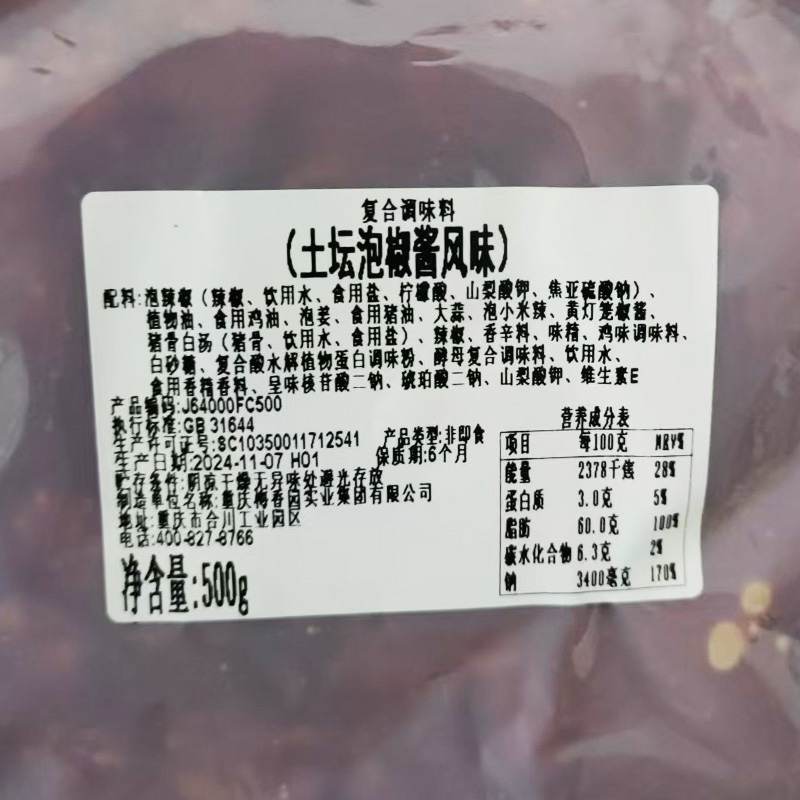 复合调味料
(土坛泡椒酱风味)
配料:泡辣椒(辣椒、饮用水、食用盐、柠檬酸、山梨酸钾、焦亚硫酸钠)、
植物油、食用鸡油、泡姜、食用猪油、大蒜、泡小米辣、黄灯笼椒酱、
猪骨白汤(猪骨、饮用水、食用盐)、辣椒、香辛料、味精、鸡味调味料、
白砂糖、复合酸水解植物蛋白调味粉、酵母复合调味料、饮用水、
食用香精香料、呈味核苷酸二钠、琥珀酸二钠、山梨酸钾、维生素E
产品编码:J64000FC500
执行标准:GB 31644
生产许可证号:SC10350011712541 产品类型:非即食
生产日期:2024-11-07 H01 保质期:6个月
贮存条件:阴凉干燥无异味处避光存放
制造单位名称:重庆梅香园实业集团有限公司
地址:重庆市合川工业园区
电话:400-827-8766
净含量:500g
营养成分表
项目 每100克 NRV%
能量 2378千焦 28%
蛋白质 3.0克 5%
脂肪 60.0克 100%
碳水化合物 6.3克 2%
钠 3400毫克 170%